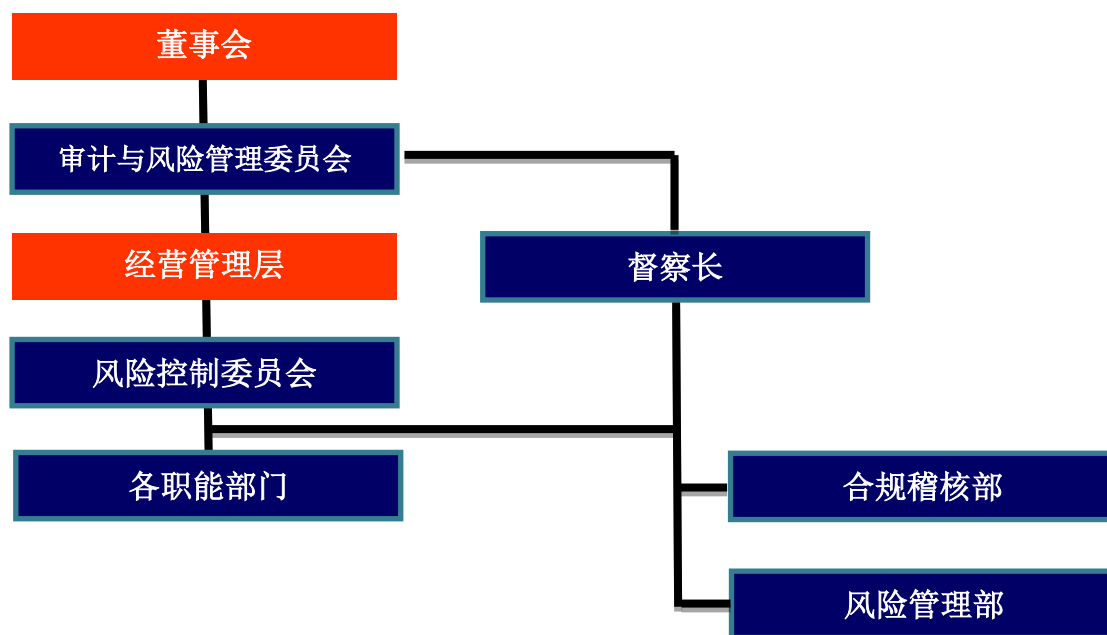 董事会
审计与风险管理委员会
经营管理层
督察长
风险控制委员会
各职能部门
合规稽核部
风险管理部